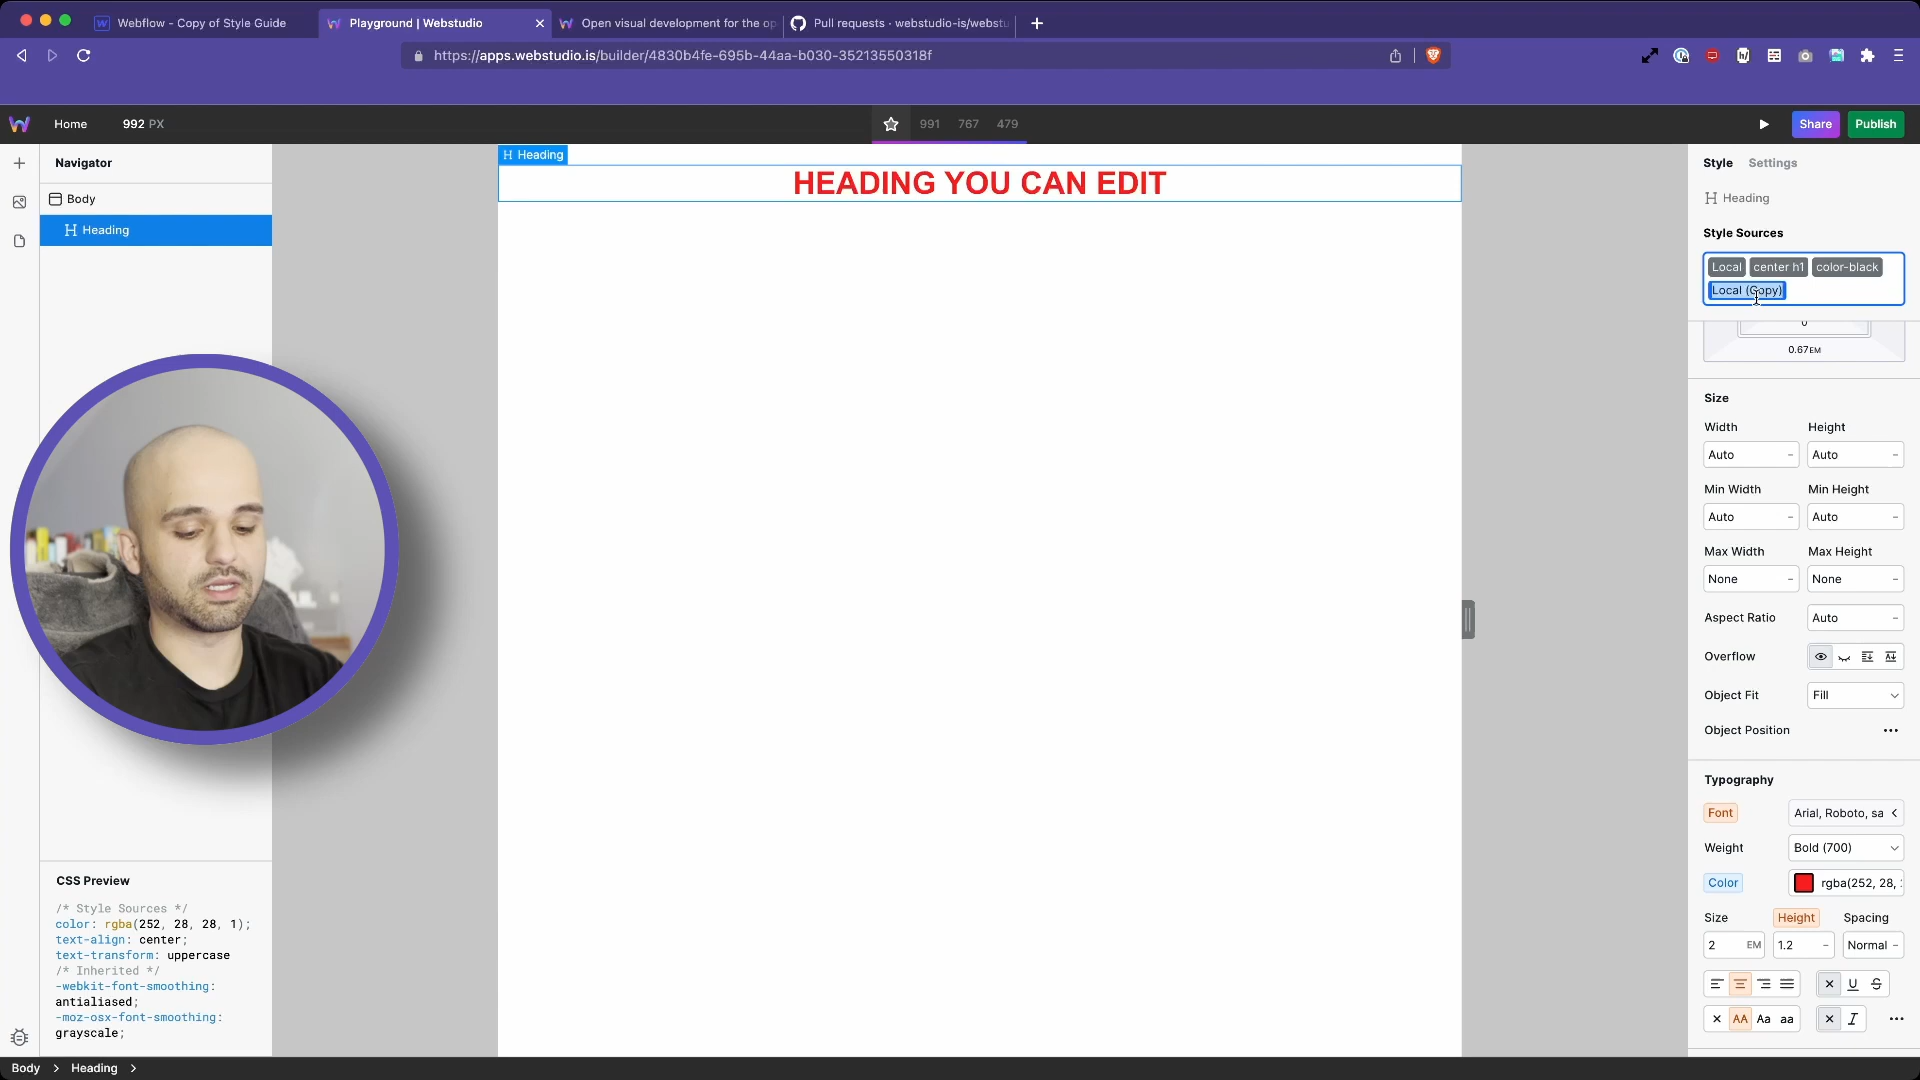 Webflow - Copy of Style Guide
Playground | Webstudio
Open visual development for the op
Pull requests · webstudio-is/webstu
https://apps.webstudio.is/builder/4830b4fe-695b-44aa-b030-35213550318f
Home
992 PX
991
767
479
Share
Publish
Navigator
Body
Heading
Heading
HEADING YOU CAN EDIT
Style
Settings
Heading
Style Sources
Local
center h1
color-black
Local (Copy)
0
0.67EM
Size
Width
Height
Auto
Auto
Min Width
Min Height
Auto
Auto
Max Width
Max Height
None
None
Aspect Ratio
Auto
Overflow
Object Fit
Fill
Object Position
Typography
Font
Arial, Roboto, sa
Weight
Bold (700)
Color
rgba(252, 28,
Size
Height
Spacing
2 EM
1.2
Normal
AA
Aa
aa
CSS Preview
/* Style Sources */
color: rgba(252, 28, 28, 1);
text-align: center;
text-transform: uppercase
/* Inherited */
-webkit-font-smoothing:
antialiased;
-moz-osx-font-smoothing:
grayscale;
Body > Heading >